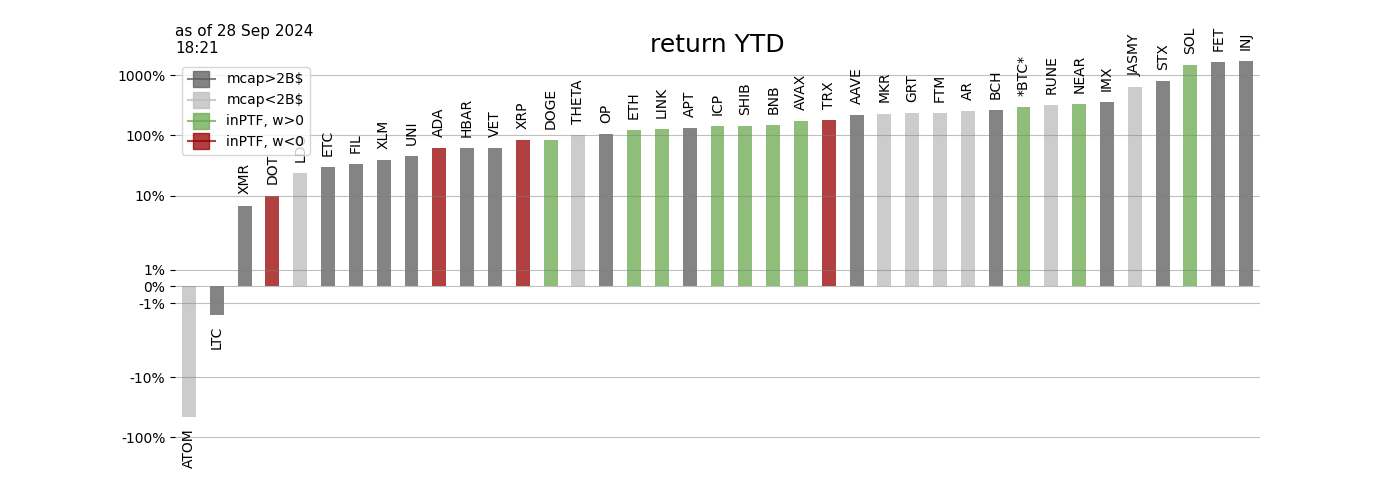 as of 28 Sep 2024
18:21
return YTD
mcap>2B$
mcap<2B$
inPTF, w>0
inPTF, w<0
1000%
100%
10%
1%
0%
-1%
-10%
-100%
ATOM
LTC
XMR
DOT
ETC
FIL
XLM
UNI
ADA
HBAR
VET
XRP
DOGE
THETA
OP
ETH
LINK
APT
ICP
SHIB
BNB
AVAX
TRX
AAVE
MKR
GRT
FTM
AR
BCH
*BTC*
RUNE
NEAR
IMX
JASMY
STX
SOL
FET
INJ